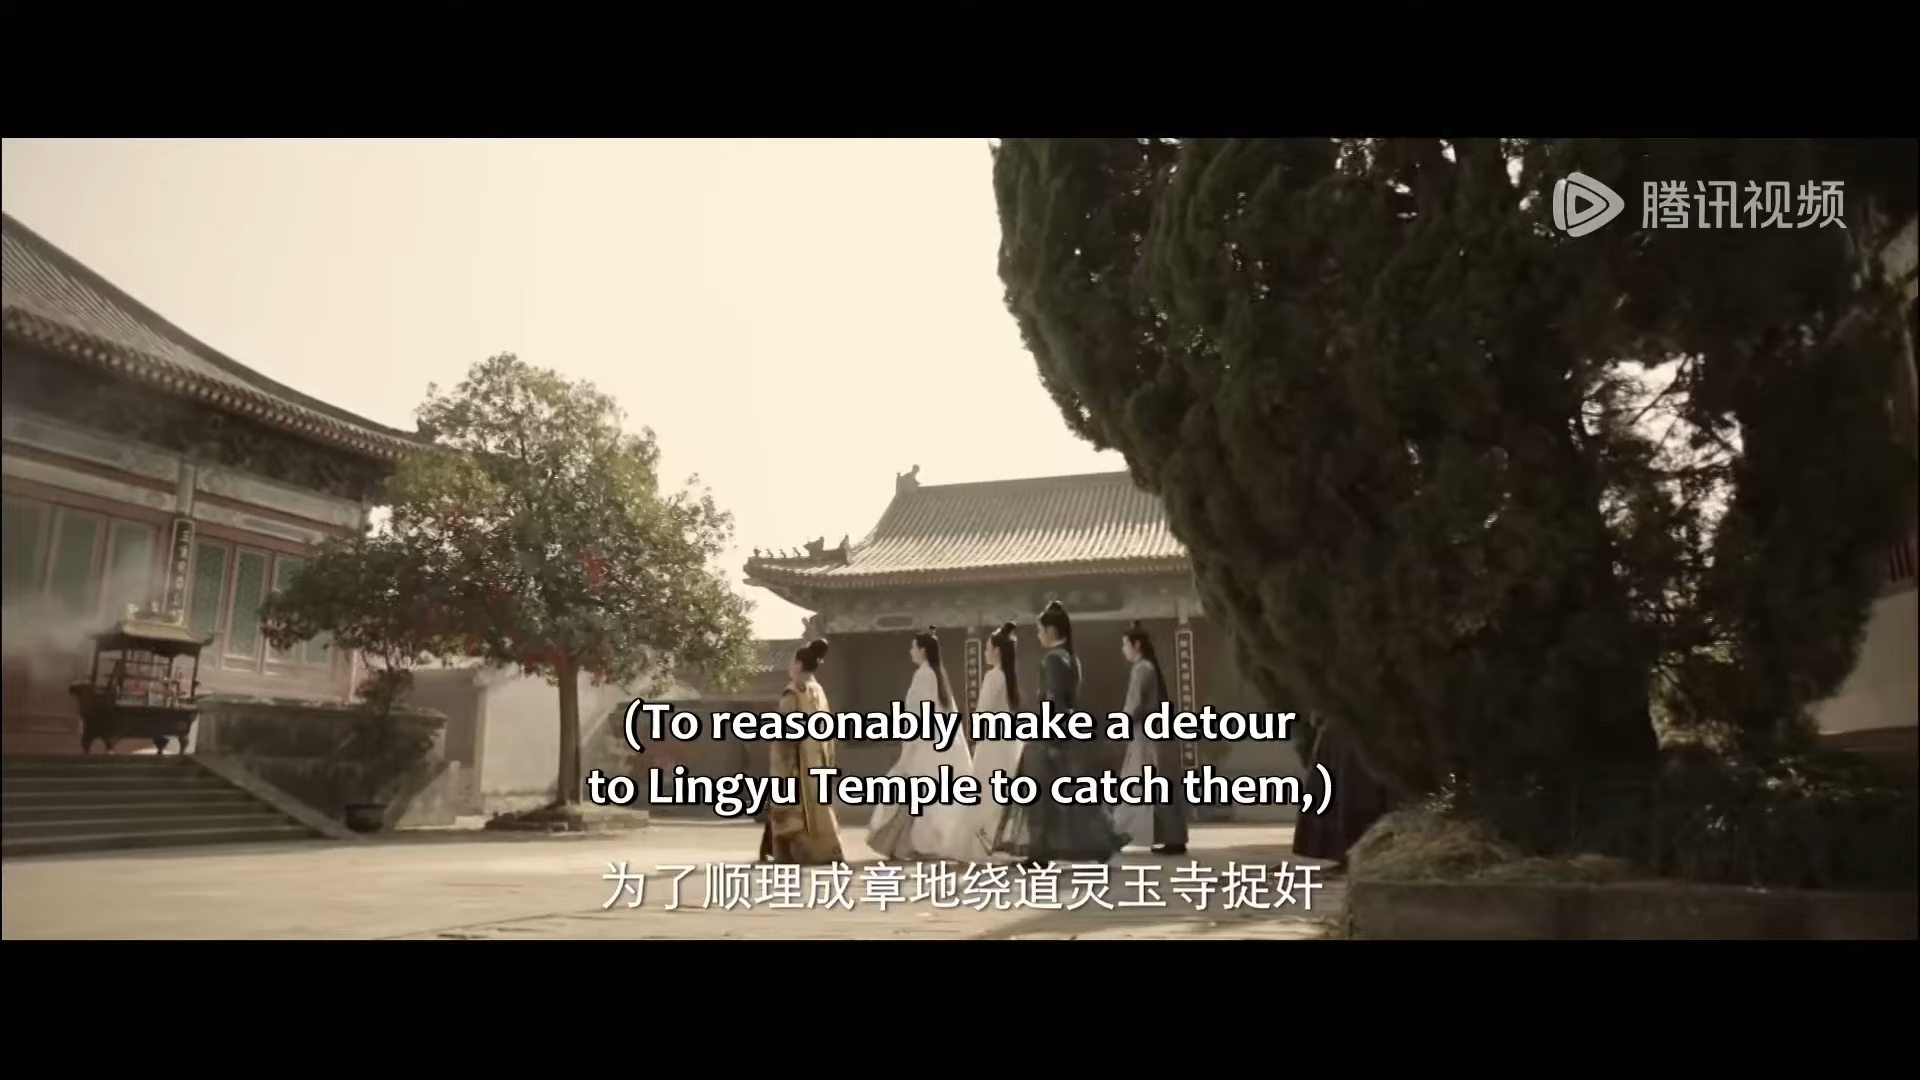 腾讯视频
(To reasonably make a detour
to Lingyu Temple to catch them,)
为了顺理成章地绕道灵玉寺捉奸